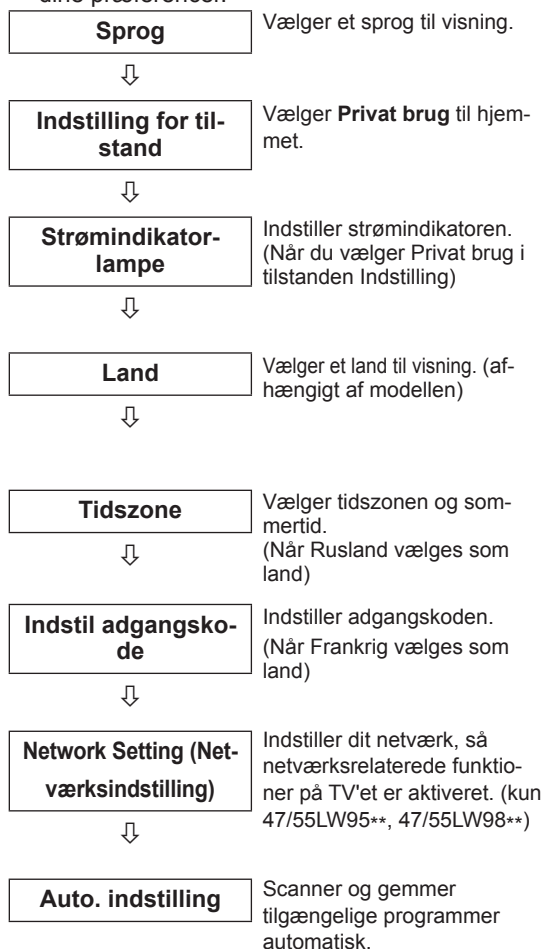 dine præferencer.
Sprog
Vælger et sprog til visning.
Indstilling for til-
stand
Vælger Privat brug til hjem-
met.
Strømindikator-
lampe
Indstiller strømindikatoren.
(Når du vælger Privat brug i
tilstanden Indstilling)
Land
Vælger et land til visning. (af-
hængigt af modellen)
Tidszone
Vælger tidszonen og som-
mertid.
(Når Rusland vælges som
land)
Indstil adgangsko-
de
Indstiller adgangskoden.
(Når Frankrig vælges som
land)
Network Setting (Net-
værksindstilling)
Indstiller dit netværk, så
netværksrelaterede funktio-
ner på TV'et er aktiveret. (kun
47/55LW95**, 47/55LW98**)
Auto. indstilling
Scanner og gemmer
tilgængelige programmer
automatisk.